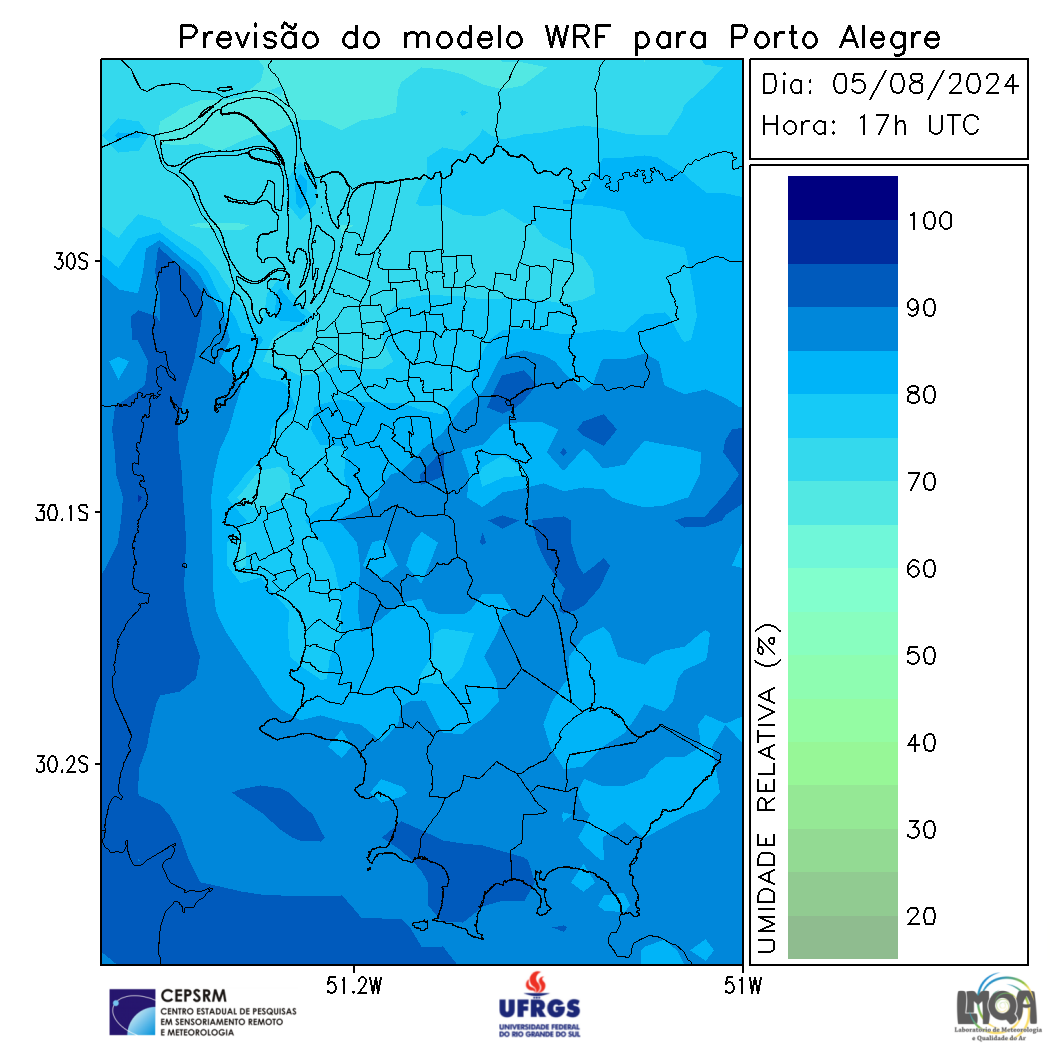 Previsão do modelo WRF para Porto Alegre
Dia: 05/08/2024
Hora: 17h UTC
100
90
80
70
60
50
40
30
20
UMIDADE RELATIVA (%)
30S
30.1S
30.2S
51.2W
51W
CEPSRM
CENTRO ESTADUAL DE PESQUISAS
EM SENSORIAMENTO REMOTO
E METEOROLOGIA
UFRGS
UNIVERSIDADE FEDERAL
DO RIO GRANDE DO SUL
LMQA
Laboratório de Meteorologia
e Qualidade do Ar